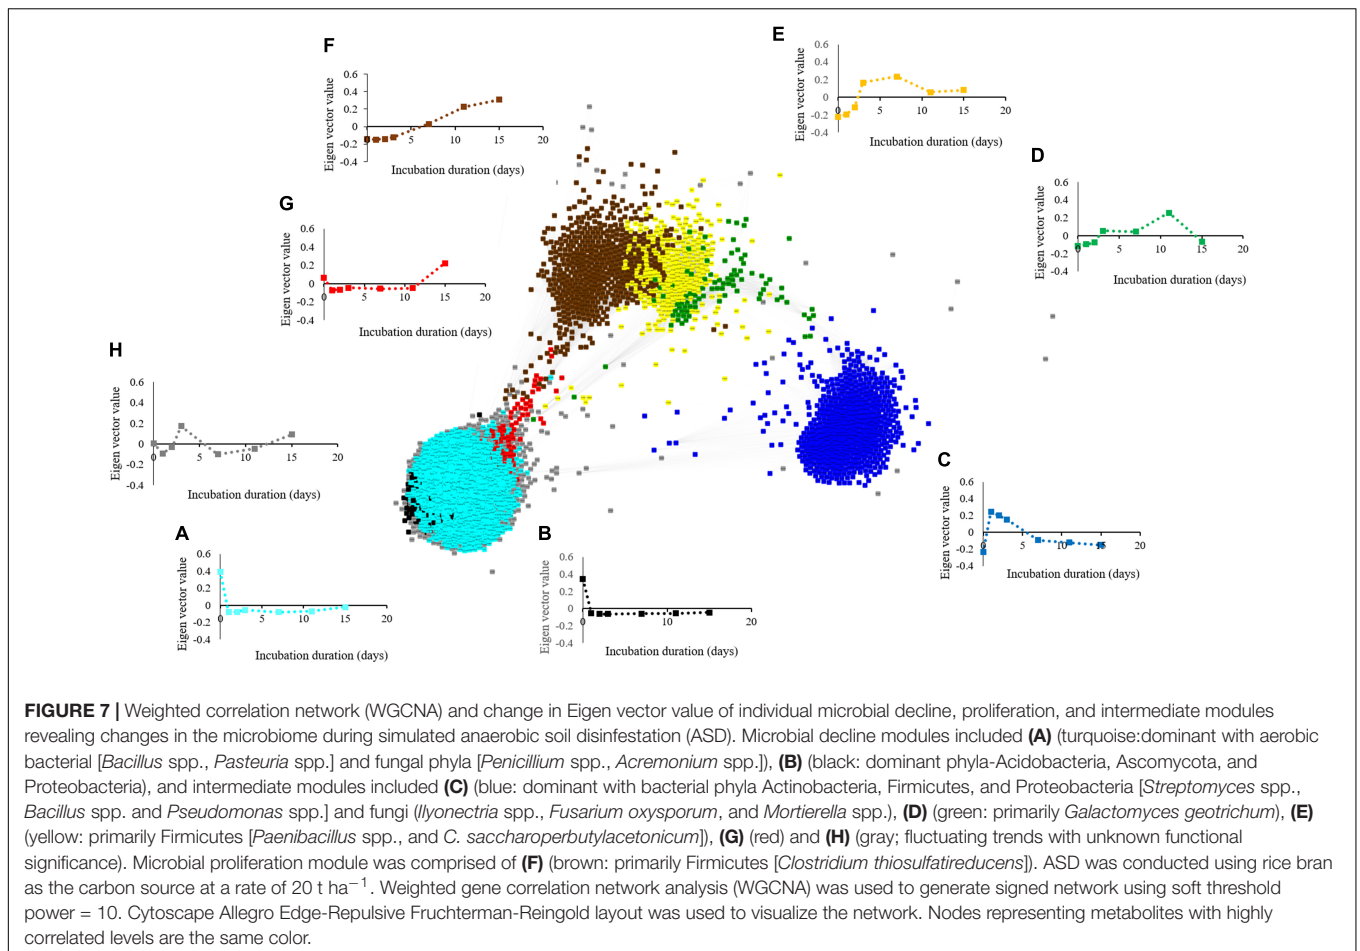 F
0.6
0.4
0.2
0
-0.2
-0.4
0
5
10
15
20
Eigen vector value
Incubation duration (days)
E
0.6
0.4
0.2
0
-0.2
-0.4
0
5
10
15
20
Eigen vector value
Incubation duration (days)
D
0.6
0.4
0.2
0
-0.2
-0.4
0
5
10
15
20
Eigen vector value
Incubation duration (days)
G
0.6
0.4
0.2
0
-0.2
-0.4
0
5
10
15
20
Eigen vector value
Incubation duration (days)
H
0.6
0.4
0.2
0
-0.2
-0.4
0
5
10
15
20
Eigen vector value
Incubation duration (days)
C
0.6
0.4
0.2
0
-0.2
-0.4
0
5
10
15
20
Eigen vector value
Incubation duration (days)
A
0.6
0.4
0.2
0
-0.2
-0.4
0
5
10
15
20
Eigen vector value
Incubation duration (days)
B
0.6
0.4
0.2
0
-0.2
-0.4
0
5
10
15
20
Eigen vector value
Incubation duration (days)
FIGURE 7 | Weighted correlation network (WGCNA) and change in Eigen vector value of individual microbial decline, proliferation, and intermediate modules
revealing changes in the microbiome during simulated anaerobic soil disinfestation (ASD). Microbial decline modules included (A) (turquoise:dominant with aerobic
bacterial [Bacillus spp., Pasteuria spp.] and fungal phyla [Penicillium spp., Acremonium spp.]), (B) (black: dominant phyla-Acidobacteria, Ascomycota, and
Proteobacteria), and intermediate modules included (C) (blue: dominant with bacterial phyla Actinobacteria, Firmicutes, and Proteobacteria [Streptomyces spp.,
Bacillus spp. and Pseudomonas spp.] and fungi (Ilyonectria spp., Fusarium oxysporum, and Mortierella spp.), (D) (green: primarily Galactomyces geotrichum), (E)
(yellow: primarily Firmicutes [Paenibacillus spp., and C. saccharoperbutylacetonicum]), (G) (red) and (H) (gray; fluctuating trends with unknown functional
significance). Microbial proliferation module was comprised of (F) (brown: primarily Firmicutes [Clostridium thiosulfatireducens]). ASD was conducted using rice bran
as the carbon source at a rate of 20 t ha−1. Weighted gene correlation network analysis (WGCNA) was used to generate signed network using soft threshold
power = 10. Cytoscape Allegro Edge-Repulsive Fruchterman-Reingold layout was used to visualize the network. Nodes representing metabolites with highly
correlated levels are the same color.